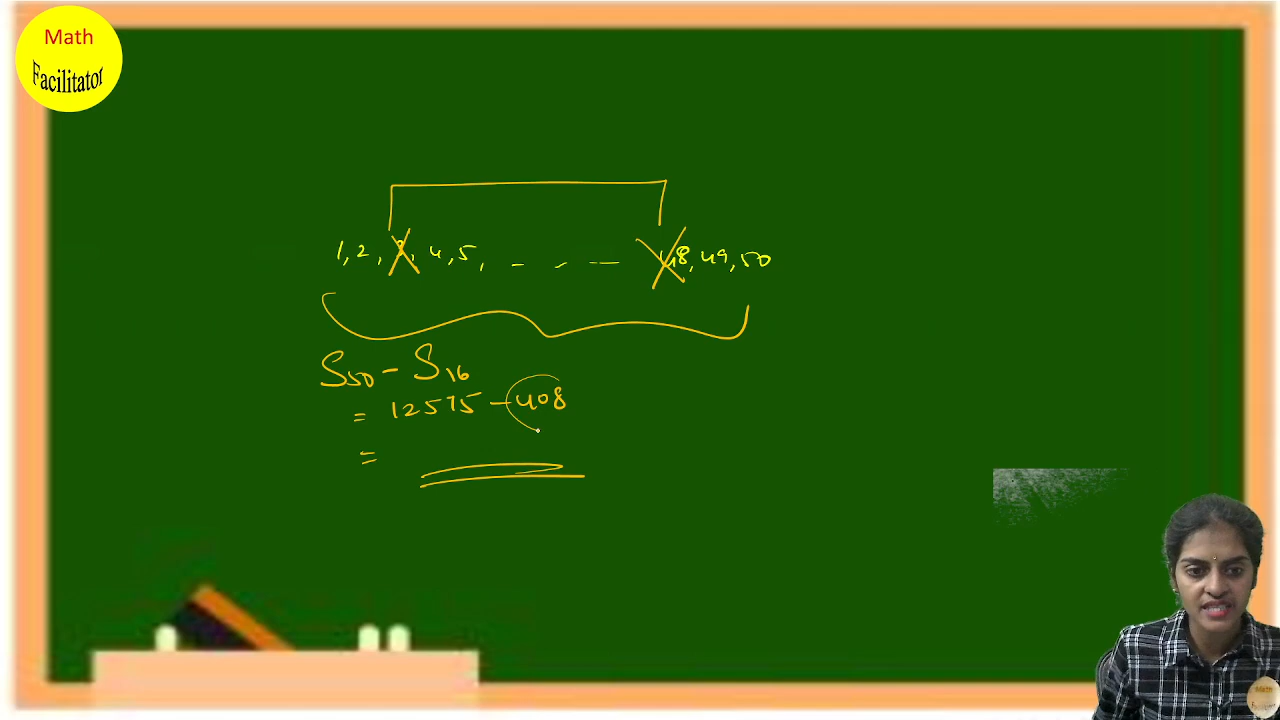 Math
Facilitator
1, 2, 3, 4, 5, - - - 48, 49, 50
S50 - S16
= 12575 - 408
=